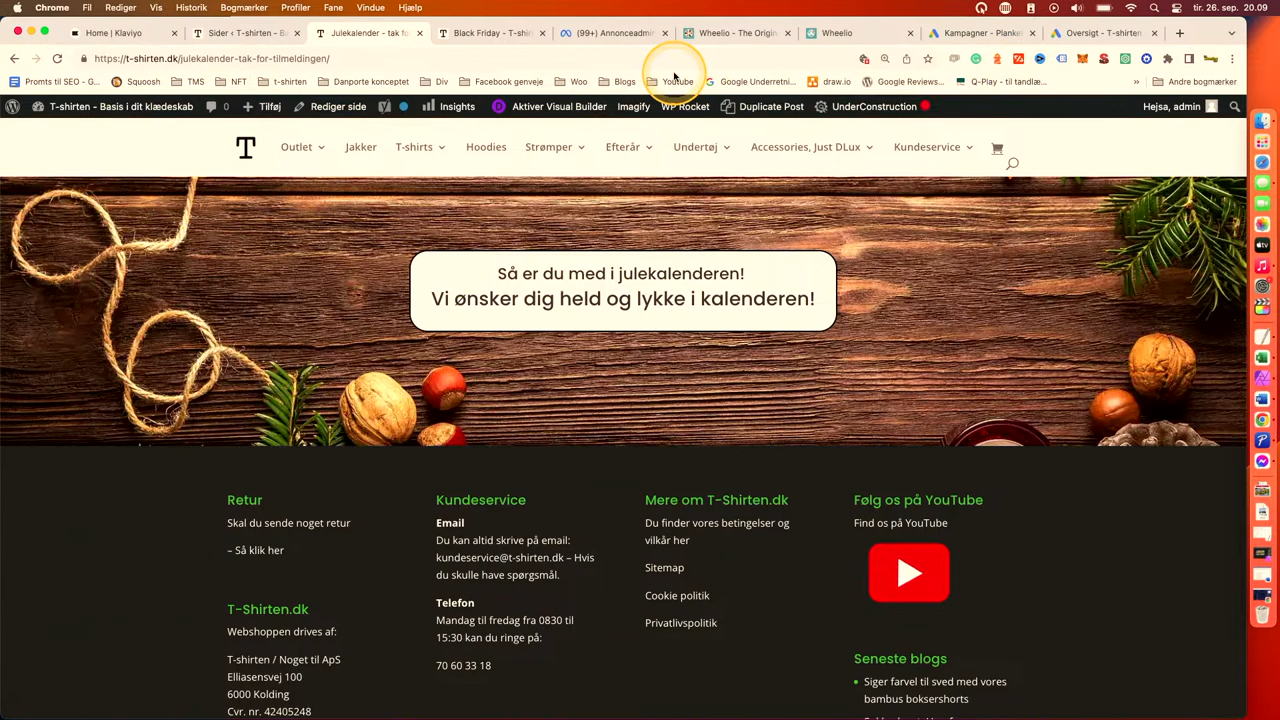 Chrome Fil Rediger Vis Historik Bogmærker Profiler Fane Vindue Hjælp tir. 26. sep. 20.09
Home | Klaviyo
Sider ‹ T-shirten - Ba
Julekalender - tak fo
Black Friday - T-shirt
(99+) Annonceadmin
Wheelio - The Origin
Wheelio
Kampagner - Planke
Oversigt - T-shirten
https://t-shirten.dk/julekalender-tak-for-tilmeldingen/
Promts til SEO - G... Squoosh TMS NFT t-shirten Danporte konceptet Div Facebook genveje Woo Blogs Youtube Google Underetni... draw.io Google Reviews... Q-Play - til tandlæ... » Andre bogmærker
T-shirten - Basis i dit klædeskab 0 Tilføj Rediger side Insights Aktiver Visual Builder Imagify WP Rocket Duplicate Post UnderConstruction Hejsa, admin
T Outlet Jakker T-shirts Hoodies Strømper Efterår Undertøj Accessories, Just DLux Kundeservice
Så er du med i julekalenderen!
Vi ønsker dig held og lykke i kalenderen!
Retur
Skal du sende noget retur
– Så klik her
T-Shirten.dk
Webshoppen drives af:
T-shirten / Noget til ApS
Elliasensvej 100
6000 Kolding
Cvr. nr. 42405248
Kundeservice
Email
Du kan altid skrive på email:
kundeservice@t-shirten.dk – Hvis
du skulle have spørgsmål.
Telefon
Mandag til fredag fra 0830 til
15:30 kan du ringe på:
70 60 33 18
Mere om T-Shirten.dk
Du finder vores betingelser og
vilkår her
Sitemap
Cookie politik
Privatlivspolitik
Følg os på YouTube
Find os på YouTube
Seneste blogs
Siger farvel til sved med vores
bambus boksershorts